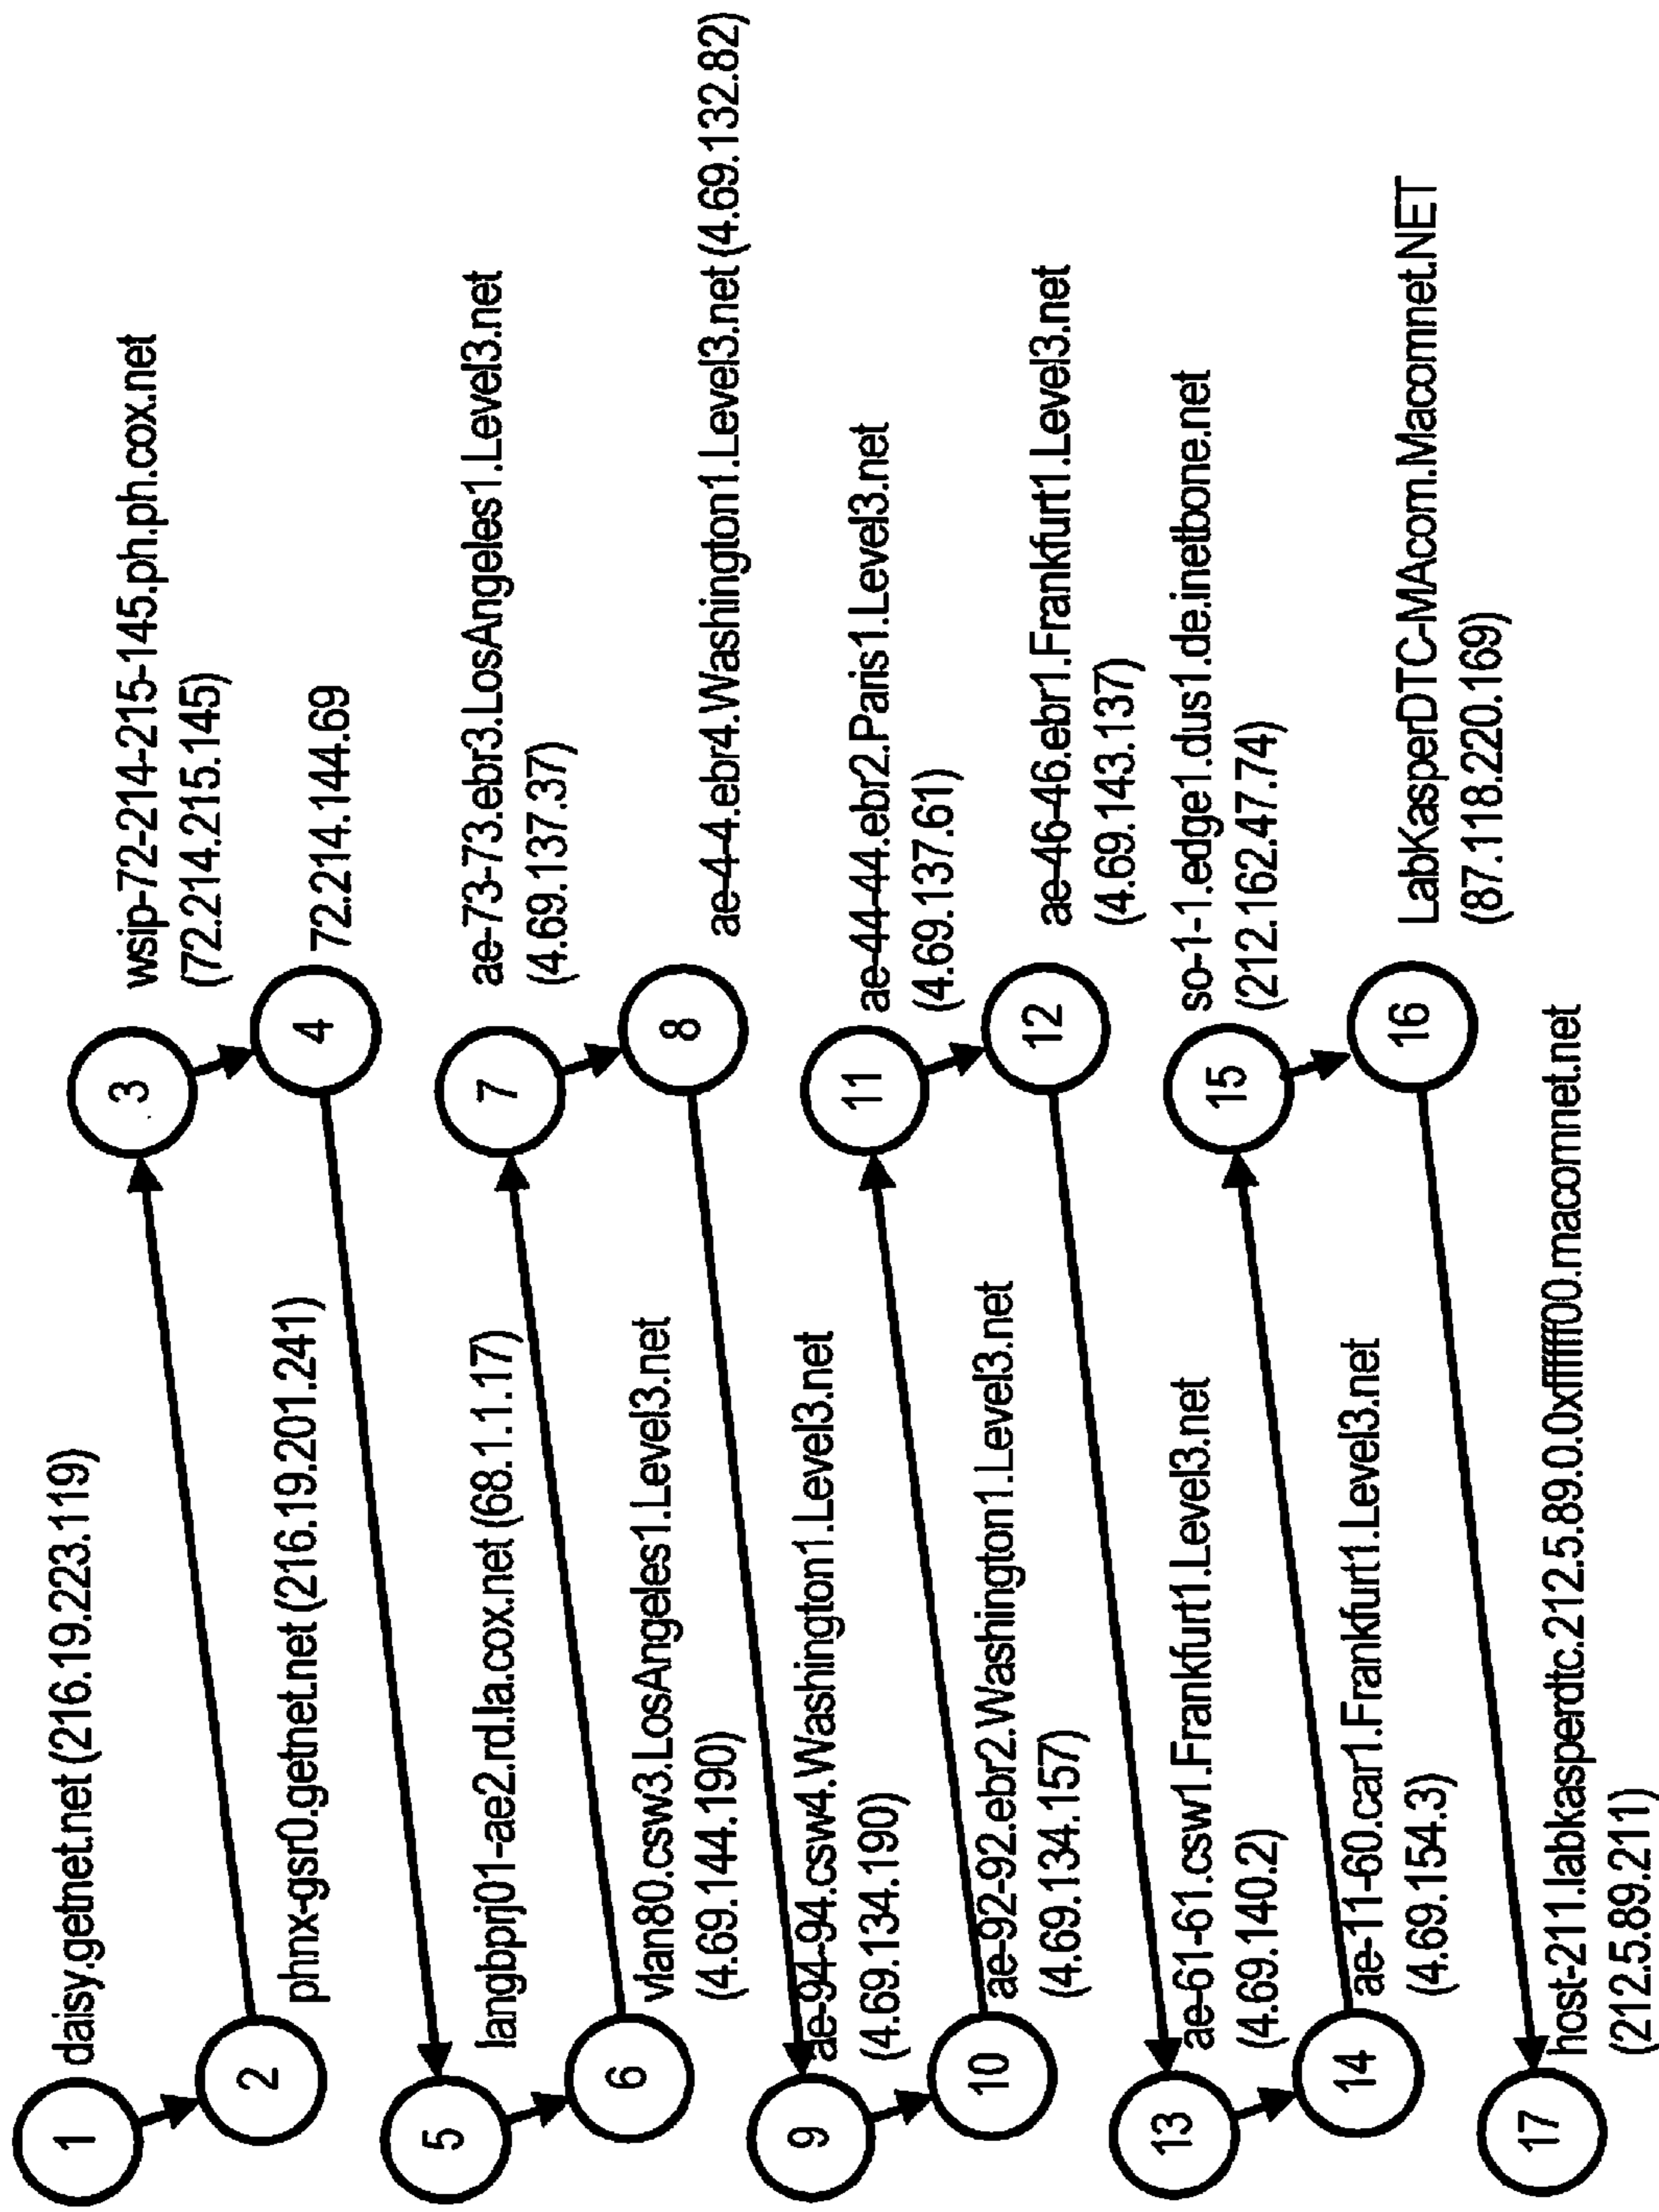 1
daisy.getnet.net (216.19.223.119)
2
phnx-gsr0.getnet.net (216.19.201.241)
3
wsip-72-214-215-145.ph.ph.cox.net
(72.214.215.145)
4
72.214.144.69
5
langbprj01-ae2.rd.la.cox.net (68.1.1.17)
6
vlan80.csw3.LosAngeles1.Level3.net
(4.69.144.190)
7
ae-73-73.ebr3.LosAngeles1.Level3.net
(4.69.137.37)
8
ae-4-4.ebr4.Washington1.Level3.net (4.69.132.82)
9
ae-94-94.csw4.Washington1.Level3.net
(4.69.134.190)
10
ae-92-92.ebr2.Washington1.Level3.net
(4.69.134.157)
11
ae-44-44.ebr2.Paris1.Level3.net
(4.69.137.61)
12
ae-46-46.ebr1.Frankfurt1.Level3.net
(4.69.143.137)
13
ae-61-61.csw1.Frankfurt1.Level3.net
(4.69.140.2)
14
ae-11-60.car1.Frankfurt1.Level3.net
(4.69.154.3)
15
so-1-1.edge1.dus1.de.inetbone.net
(212.162.47.74)
16
LabKasperDTC-MAcom.Macomnet.NET
(87.118.220.169)
17
host-211.labkasperdtc.212.5.89.0.0xffffff00.macomnet.net
(212.5.89.211)